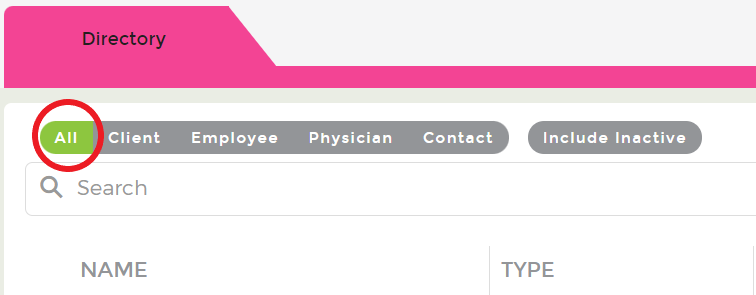 Directory
All Client Employee Physician Contact Include Inactive
Search
NAME TYPE